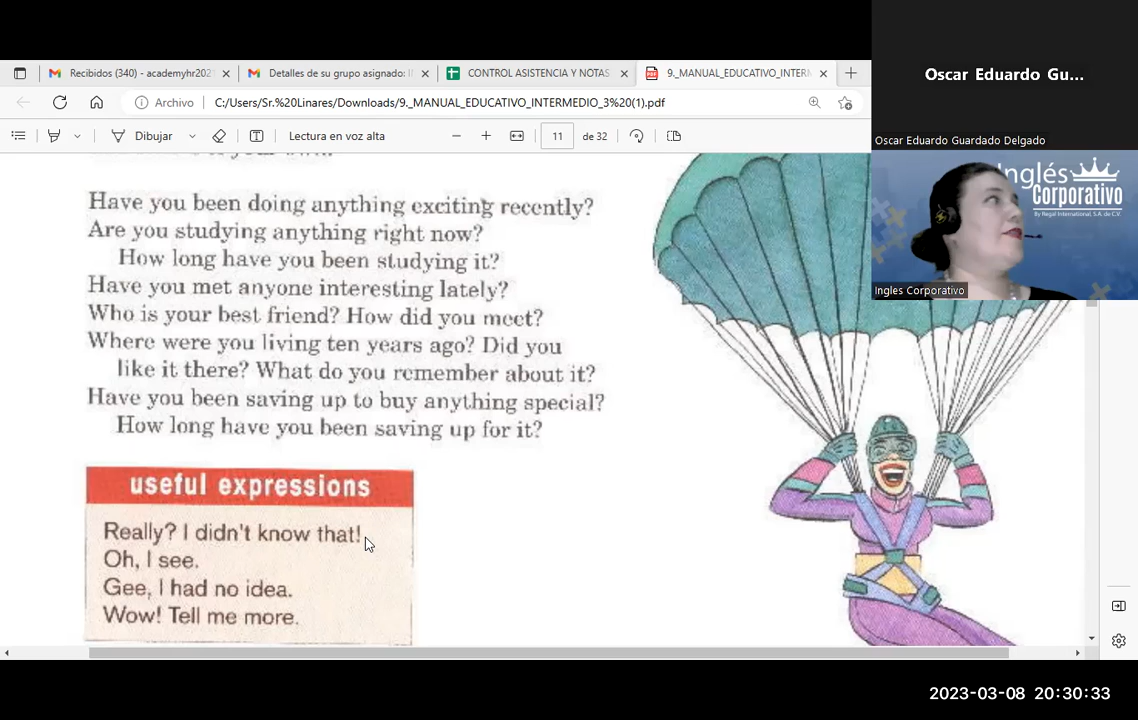 Oscar Eduardo Gu...
Recibidos (340) - academyhr2021
Detalles de su grupo asignado: I
CONTROL ASISTENCIA Y NOTAS
9._MANUAL_EDUCATIVO_INTERM
Archivo
C:/Users/Sr.%20Linares/Downloads/9._MANUAL_EDUCATIVO_INTERMEDIO_3%20(1).pdf
Dibujar
Lectura en voz alta
11
de 32
Oscar Eduardo Guardado Delgado
Inglés
Corporativo
By Regal International, S.A. de C.V.
Ingles Corporativo
Have you been doing anything exciting recently?
Are you studying anything right now?
How long have you been studying it?
Have you met anyone interesting lately?
Who is your best friend? How did you meet?
Where were you living ten years ago? Did you
like it there? What do you remember about it?
Have you been saving up to buy anything special?
How long have you been saving up for it?
useful expressions
Really? I didn't know that!
Oh, I see.
Gee, I had no idea.
Wow! Tell me more.
2023-03-08 20:30:33